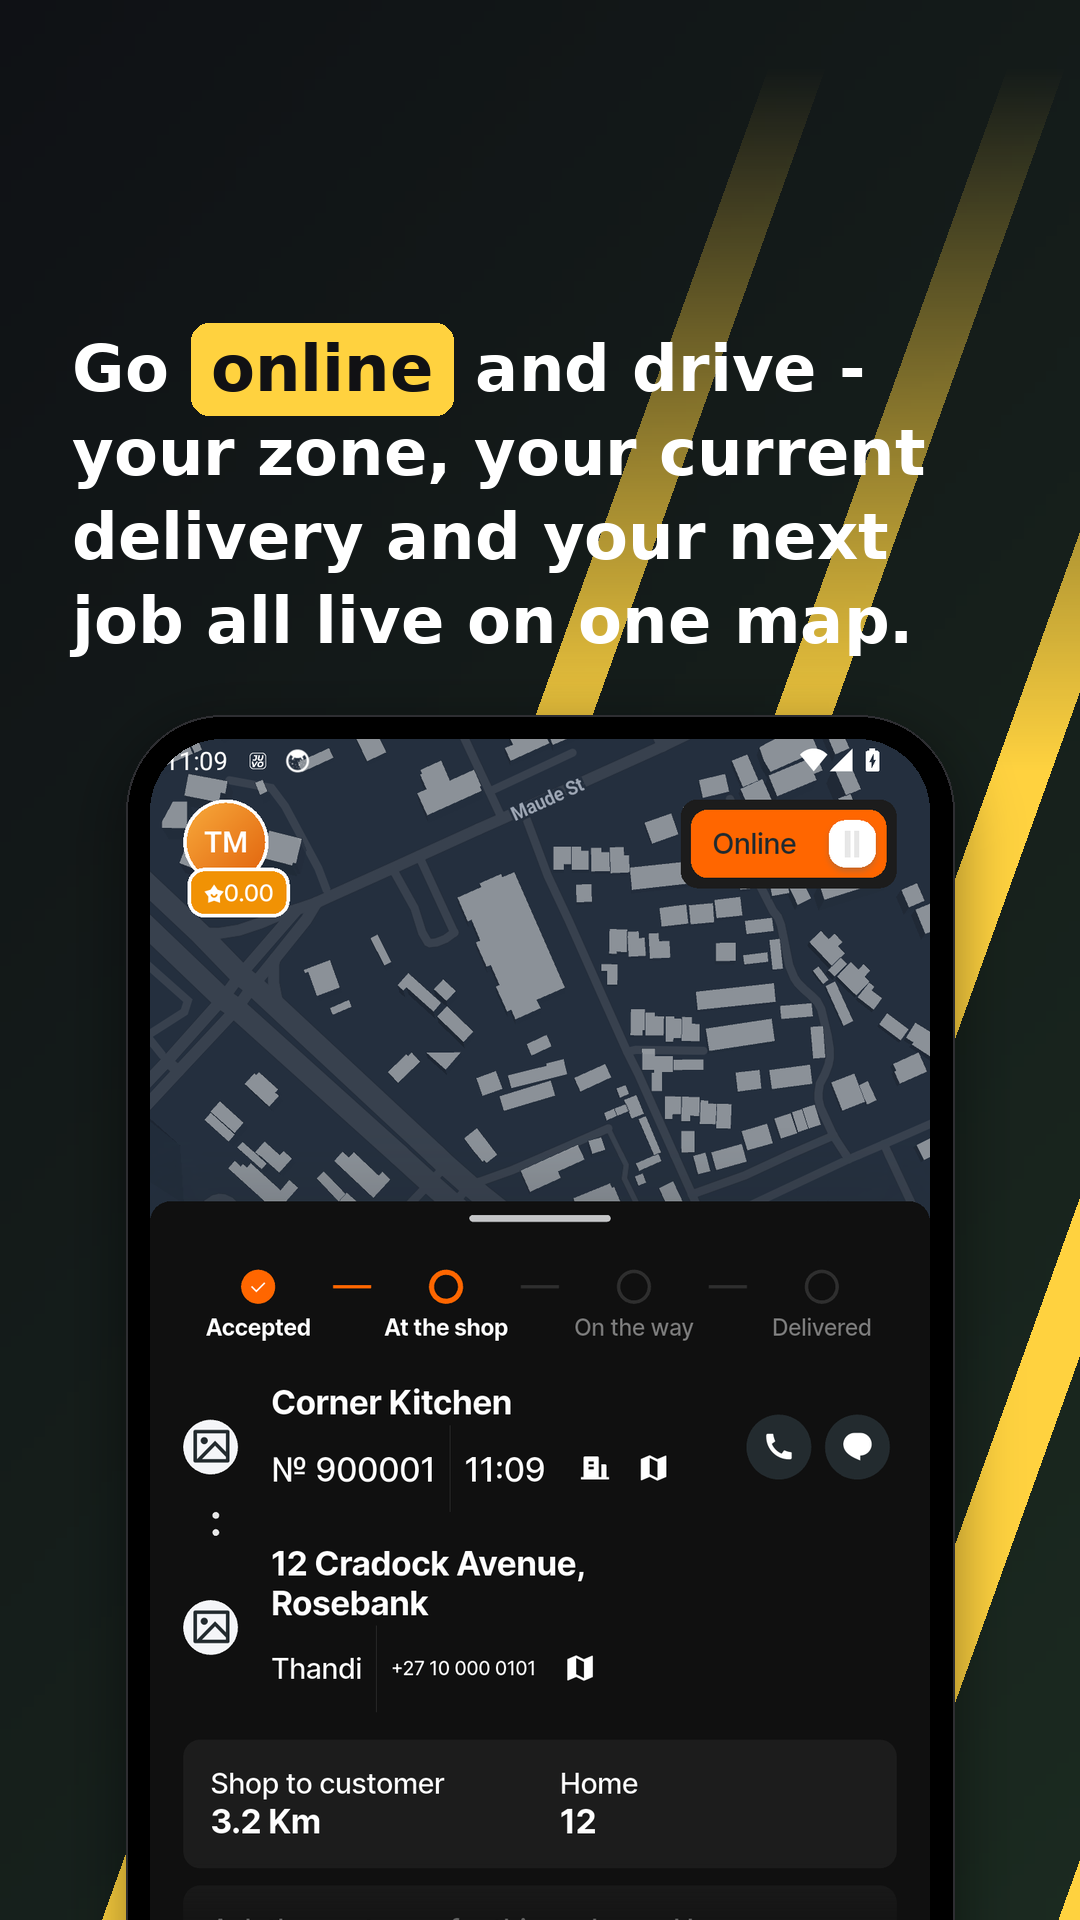 Go online and drive -
your zone, your current
delivery and your next
job all live on one map.
11:09
JUVO
Maude St
TM
Online
0.00
Accepted
At the shop
On the way
Delivered
Corner Kitchen
№ 900001
11:09
12 Cradock Avenue,
Rosebank
Thandi
+27 10 000 0101
Shop to customer
Home
3.2 Km
12